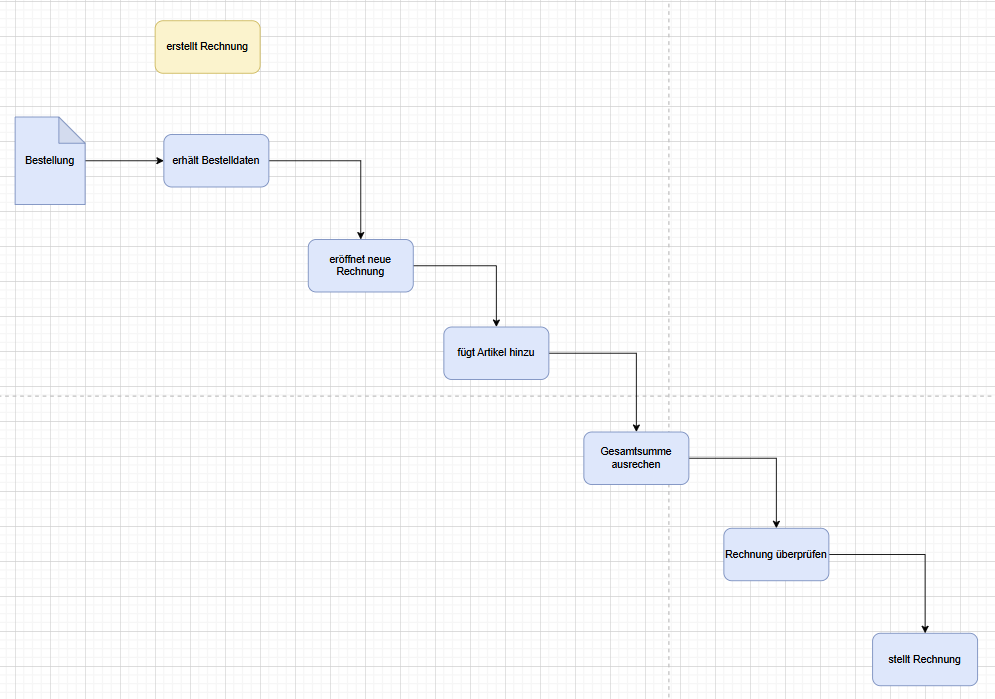 erstellt Rechnung
Bestellung
erhält Bestelldaten
eröffnet neue
Rechnung
fügt Artikel hinzu
Gesamtsumme
ausrechen
Rechnung überprüfen
stellt Rechnung